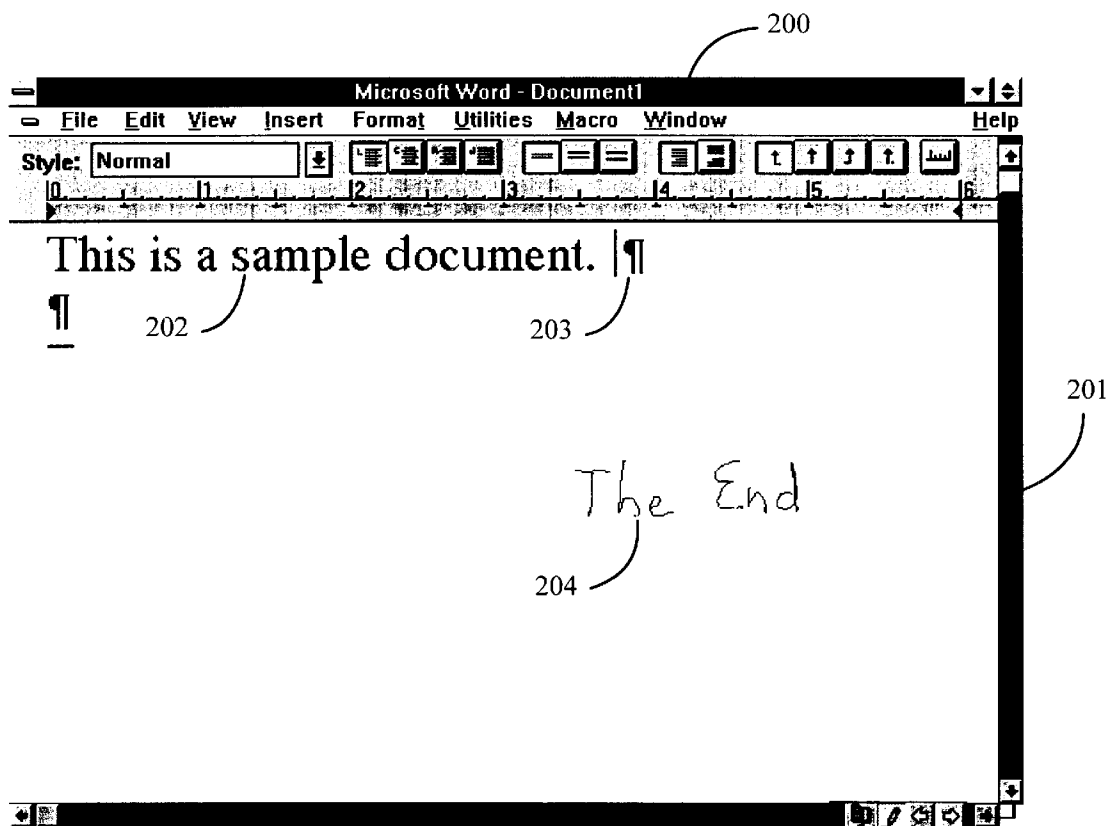 200
Microsoft Word - Document1
File Edit View Insert Format Utilities Macro Window Help
Style: Normal
0 1 2 3 4 5 6
This is a sample document. ¶
¶
202
203
201
The End
204